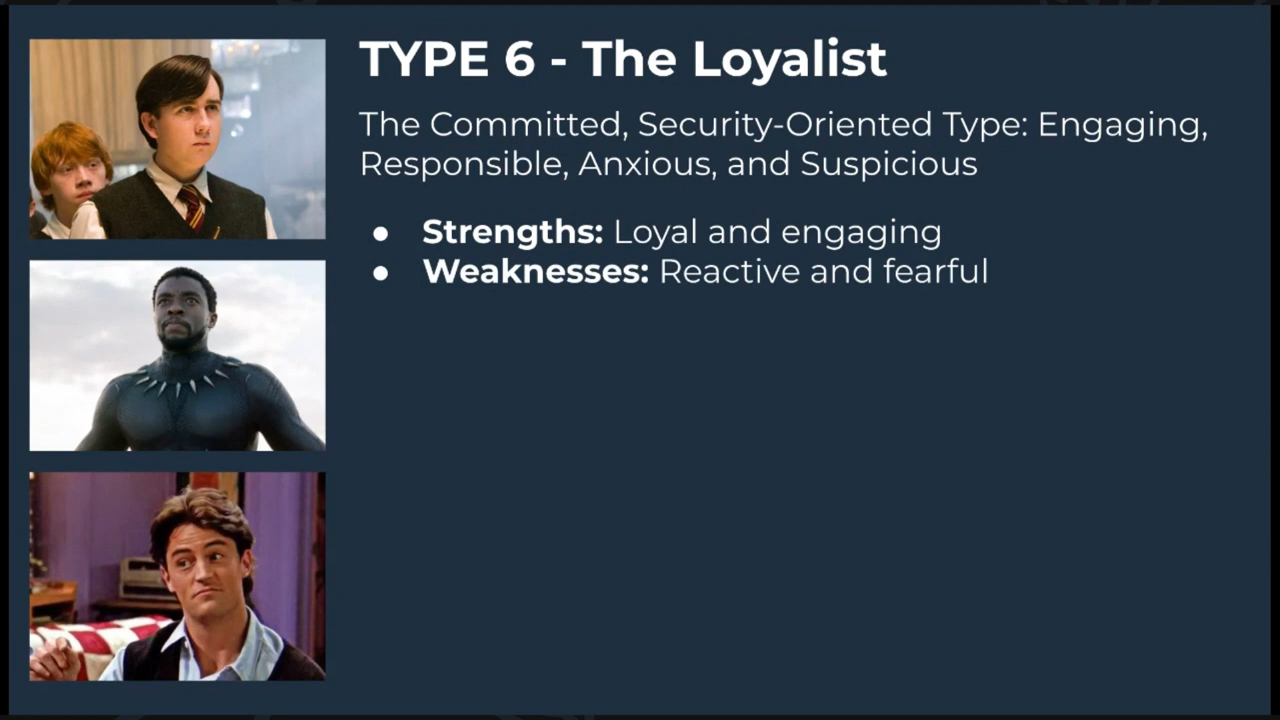 TYPE 6 - The Loyalist
The Committed, Security-Oriented Type: Engaging,
Responsible, Anxious, and Suspicious
● Strengths: Loyal and engaging
● Weaknesses: Reactive and fearful